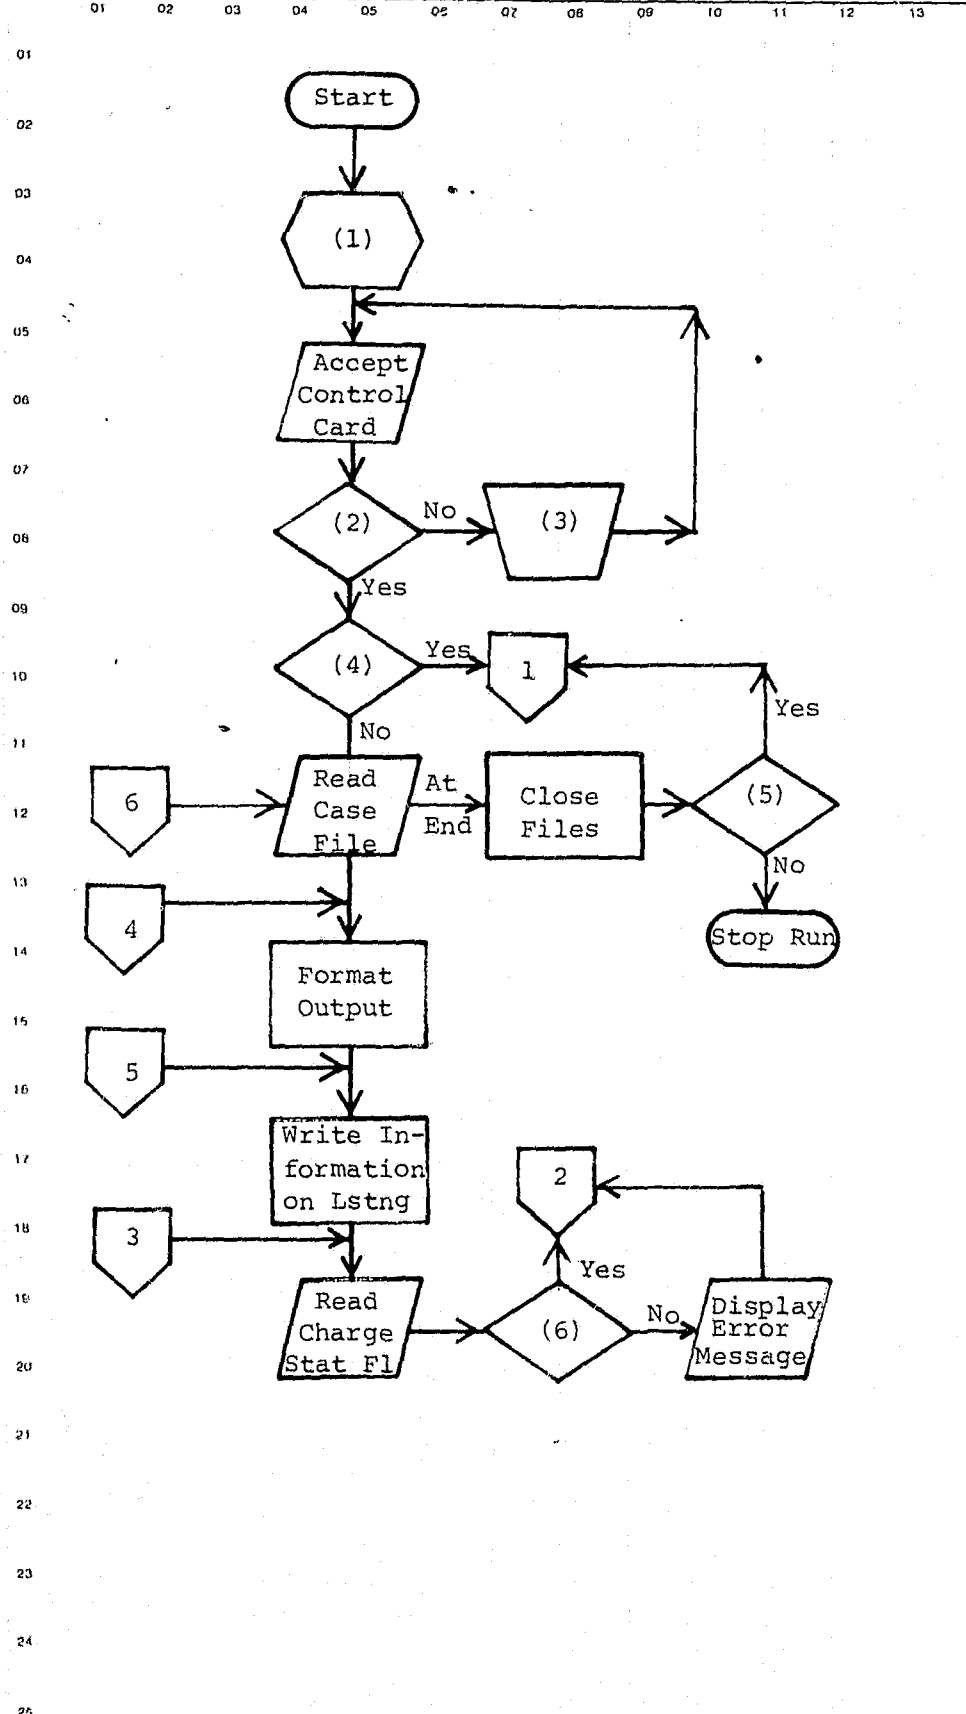 01 02 03 04 05 06 07 08 09 10 11 12 13
01
Start
02
03
(1)
04
05
Accept
Control
06
Card
07
(2)
No
(3)
08
Yes
09
(4)
Yes
1
10
Yes
No
11
6
Read
Case
File
At
End
Close
Files
(5)
12
No
13
4
Stop Run
14
Format
Output
15
5
16
Write In-
formation
on Lstng
17
2
18
3
Yes
19
Read
Charge
Stat Fl
(6)
No
Display
Error
Message
20
21
22
23
24
25